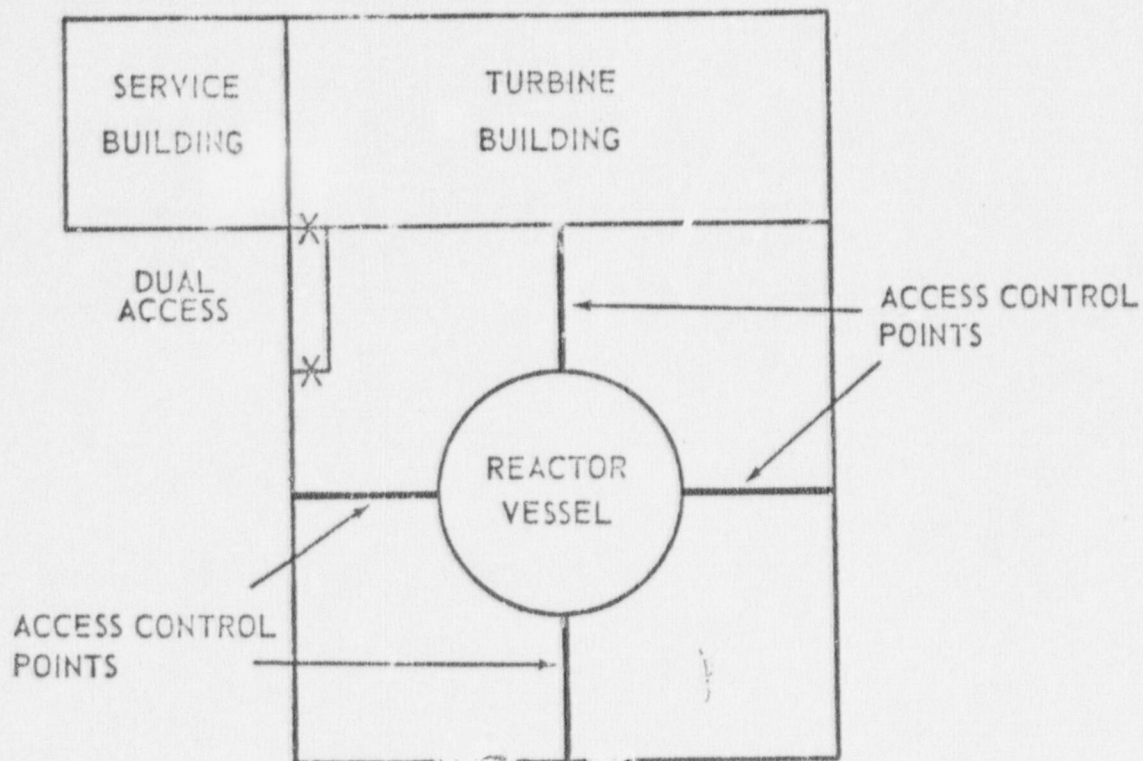 SERVICE
BUILDING
TURBINE
BUILDING
DUAL
ACCESS
ACCESS CONTROL
POINTS
REACTOR
VESSEL
ACCESS CONTROL
POINTS